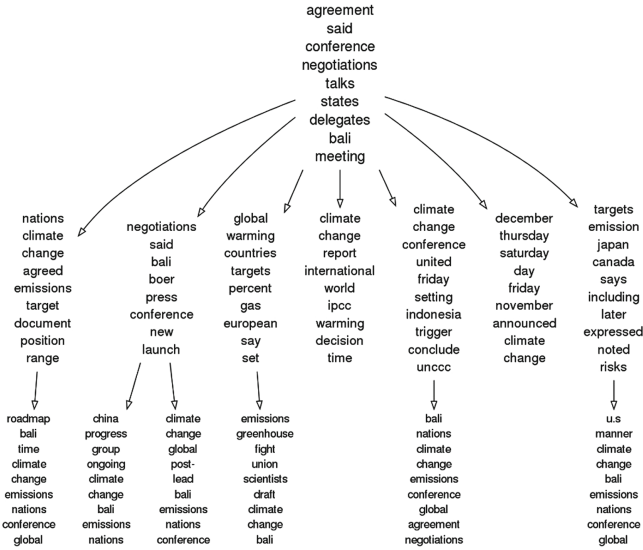 agreement
said
conference
negotiations
talks
states
delegates
bali
meeting
nations
climate
change
agreed
emissions
target
document
position
range
negotiations
said
bali
boer
press
conference
new
launch
global
warming
countries
targets
percent
gas
european
say
set
climate
change
report
international
world
ipcc
warming
decision
time
climate
change
conference
united
friday
setting
indonesia
trigger
conclude
unccc
december
thursday
saturday
day
friday
november
announced
climate
change
targets
emission
japan
canada
says
including
later
expressed
noted
risks
roadmap
bali
time
climate
change
emissions
nations
conference
global
china
progress
group
ongoing
climate
change
bali
emissions
nations
climate
change
global
post-
lead
bali
emissions
nations
conference
emissions
greenhouse
fight
union
scientists
draft
climate
change
bali
bali
nations
climate
change
emissions
conference
global
agreement
negotiations
u.s
manner
climate
change
bali
emissions
nations
conference
global